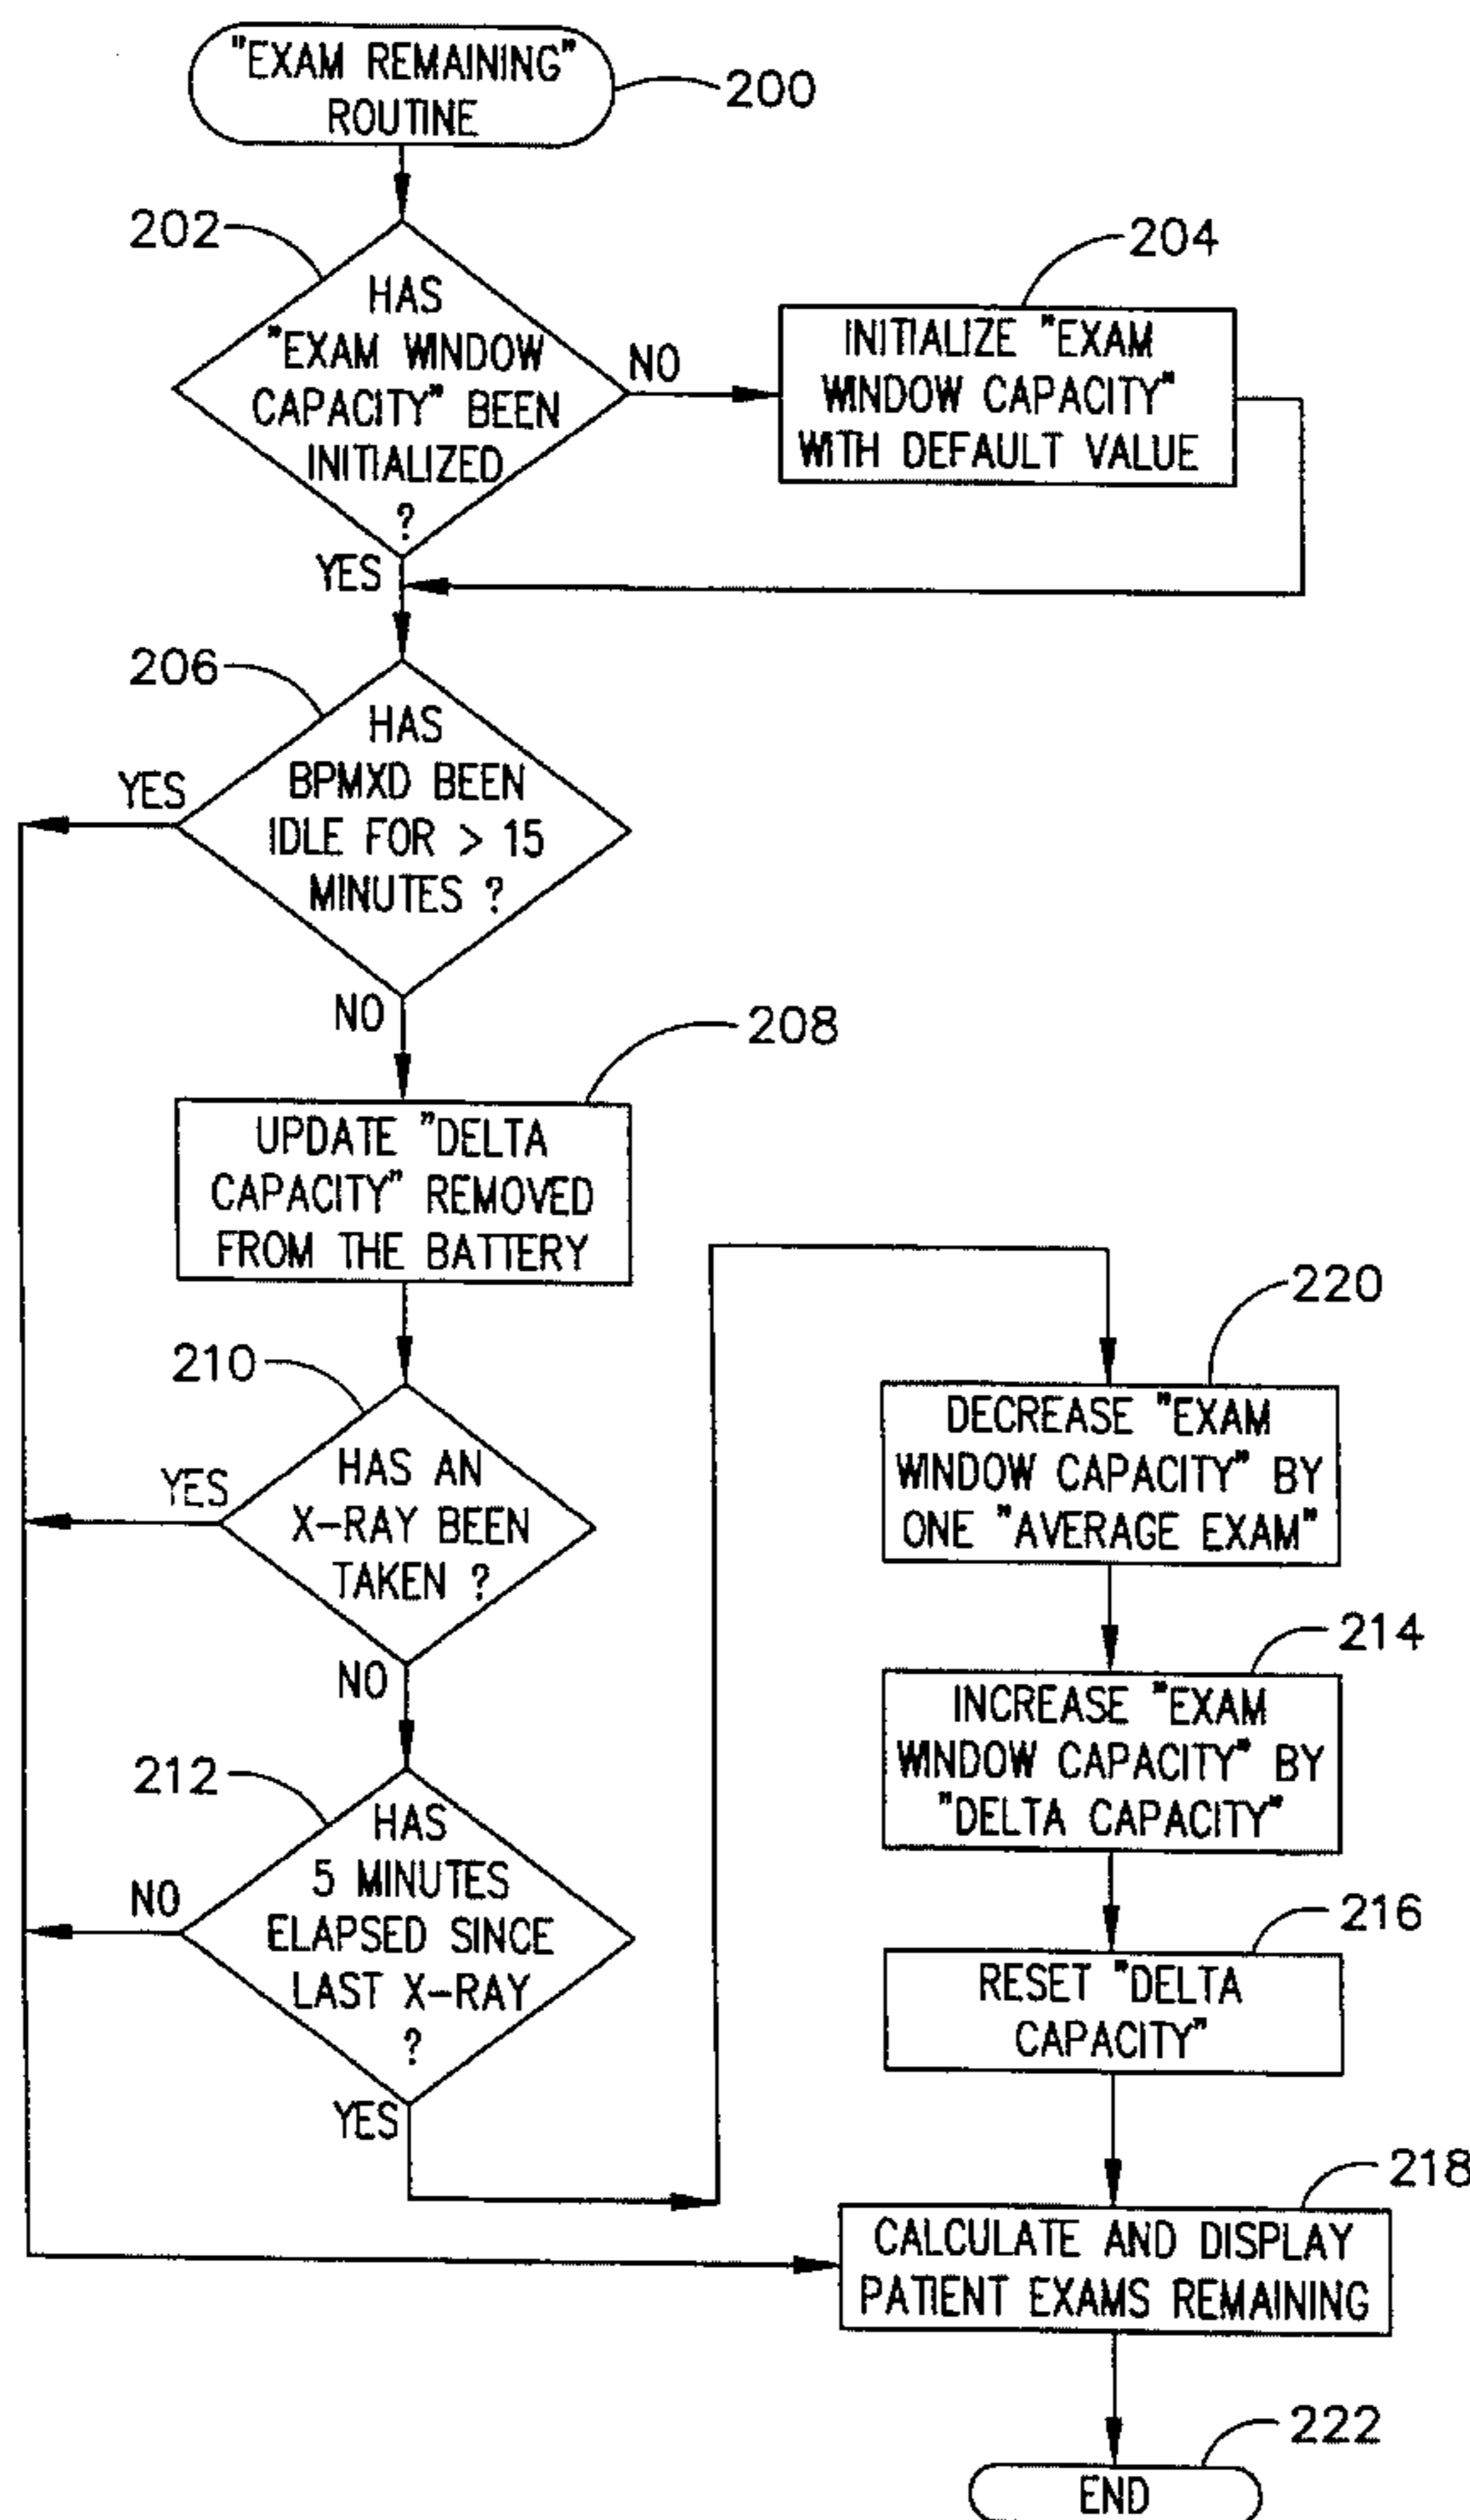 "EXAM REMAINING"
ROUTINE
200
202
HAS
"EXAM WINDOW
CAPACITY" BEEN
INITIALIZED
?
NO
204
INITIALIZE "EXAM
WINDOW CAPACITY"
WITH DEFAULT VALUE
YES
206
HAS
BPMXD BEEN
IDLE FOR > 15
MINUTES ?
YES
NO
208
UPDATE "DELTA
CAPACITY" REMOVED
FROM THE BATTERY
210
HAS AN
X-RAY BEEN
TAKEN ?
YES
NO
212
HAS
5 MINUTES
ELAPSED SINCE
LAST X-RAY
?
NO
YES
220
DECREASE "EXAM
WINDOW CAPACITY" BY
ONE "AVERAGE EXAM"
214
INCREASE "EXAM
WINDOW CAPACITY" BY
"DELTA CAPACITY"
216
RESET "DELTA
CAPACITY"
218
CALCULATE AND DISPLAY
PATIENT EXAMS REMAINING
222
END